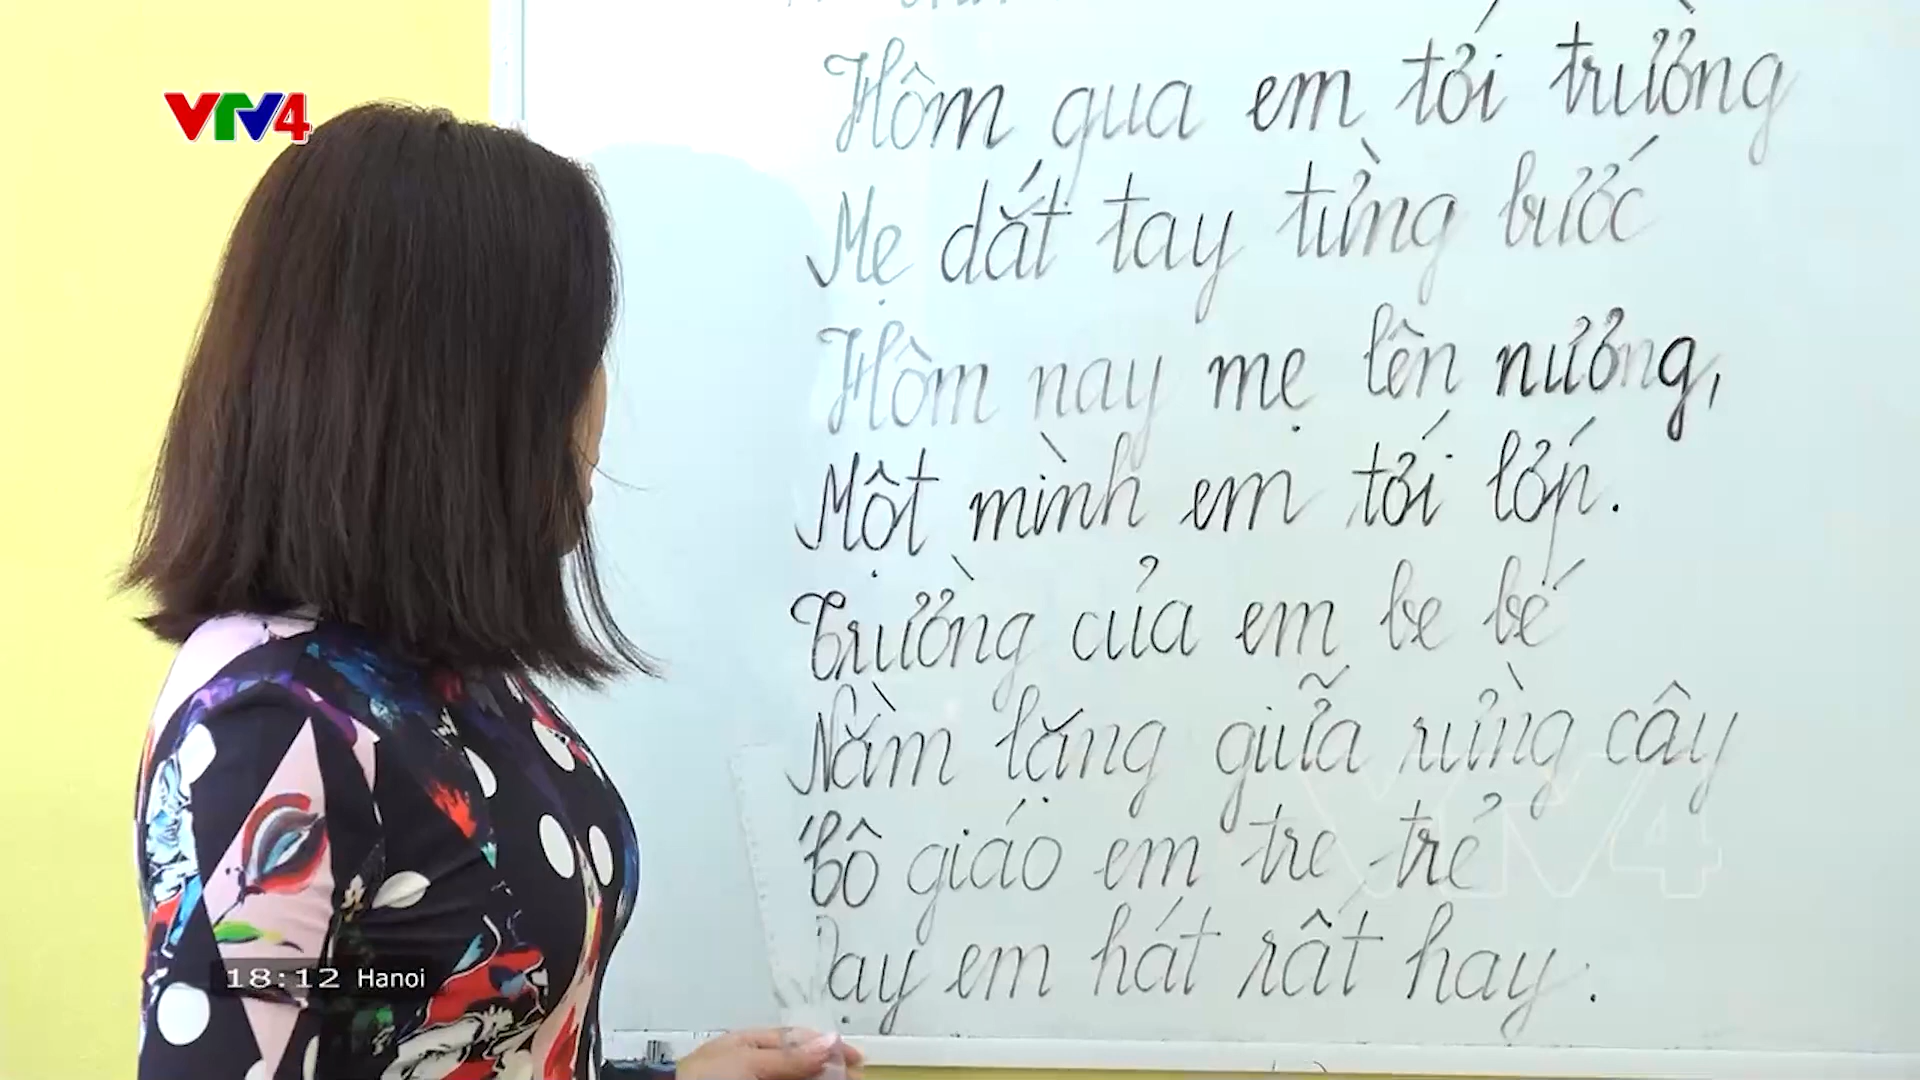 VTV4
Hôm qua em tới trường
Mẹ dắt tay từng bước
Hôm nay mẹ lên nương,
Một mình em tới lớp.
Trường của em be bé
Nằm lặng giữa rừng cây
Cô giáo em tre trẻ
Dạy em hát rất hay.
VTV4
18:12 Hanoi